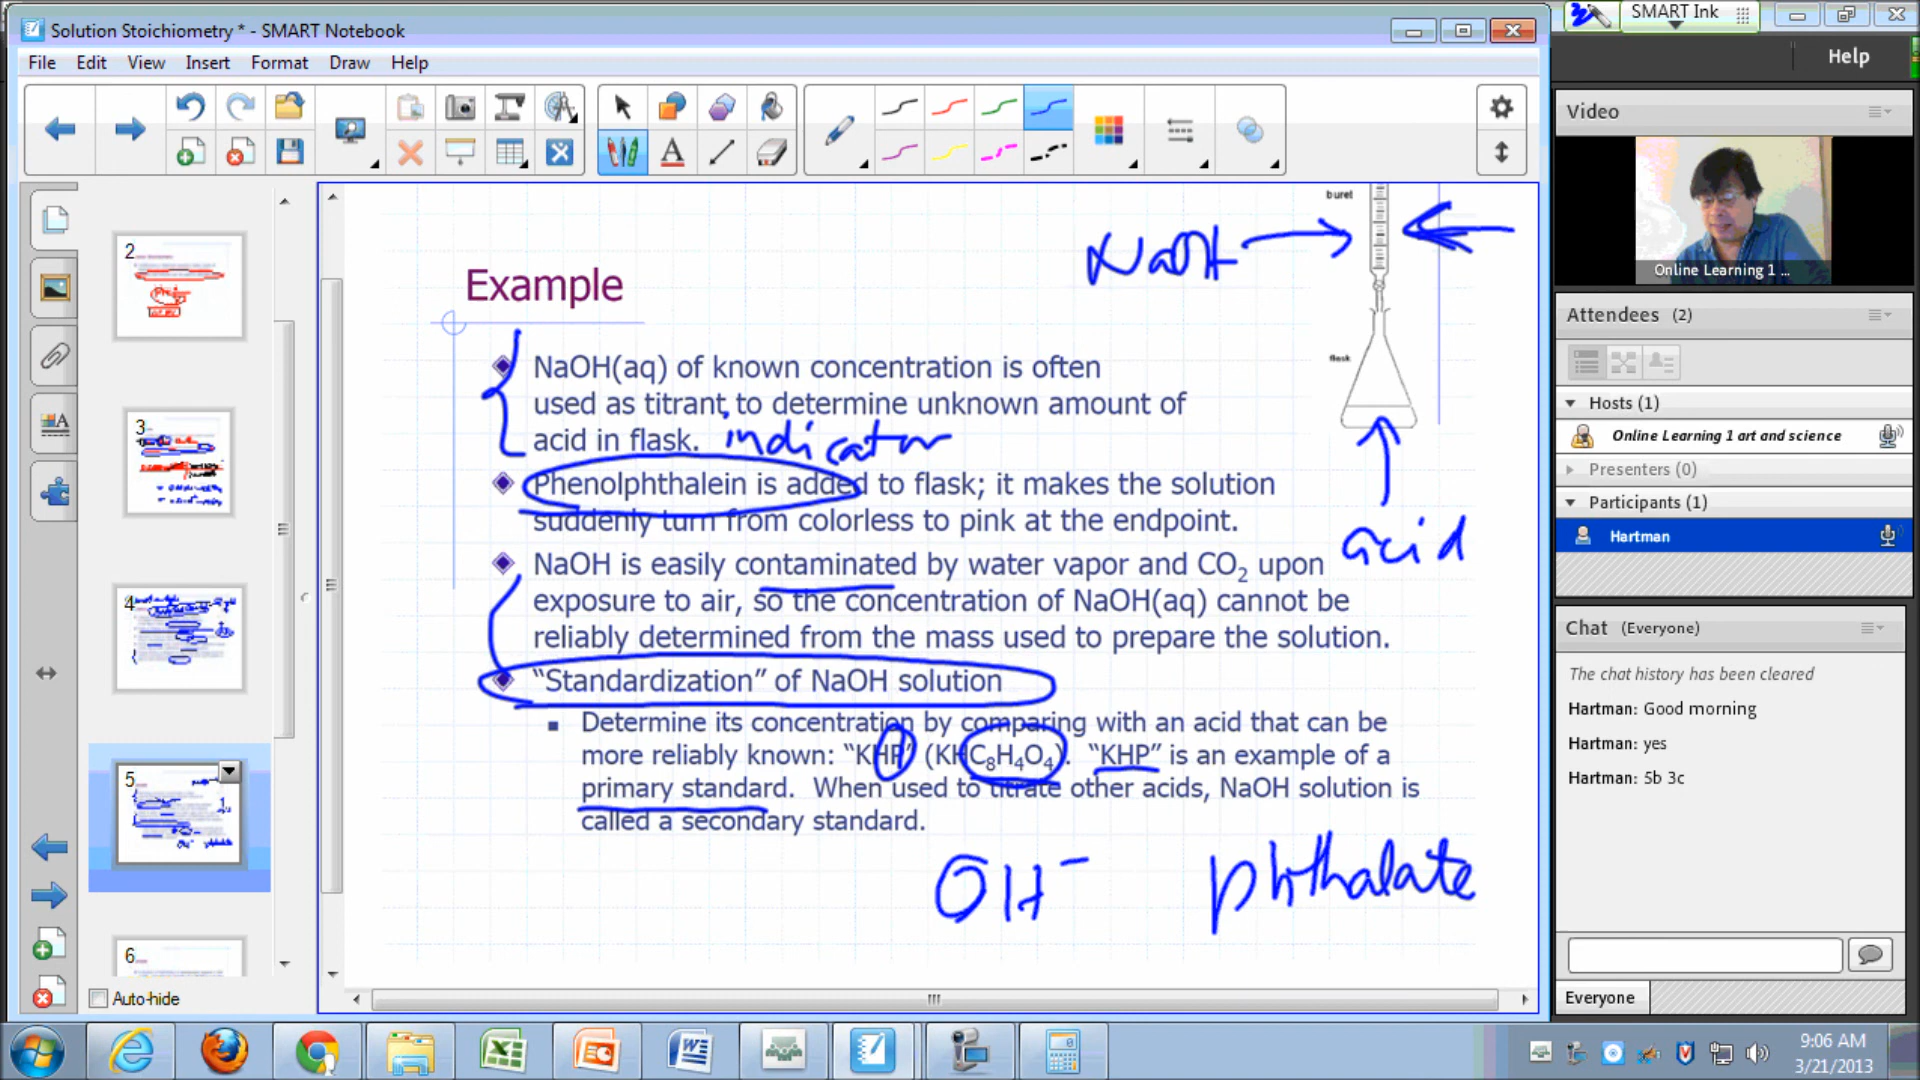 Solution Stoichiometry * - SMART Notebook
SMART Ink
File Edit View Insert Format Draw Help
Help
Video
Online Learning 1 ...
Attendees (2)
Hosts (1)
Online Learning 1 art and science
Presenters (0)
Participants (1)
Hartman
Chat (Everyone)
The chat history has been cleared
Hartman: Good morning
Hartman: yes
Hartman: 5b 3c
Everyone
2
3
4
5
6
Auto-hide
buret
NaOH
flask
acid
Example
NaOH(aq) of known concentration is often
used as titrant to determine unknown amount of
acid in flask. indicator
Phenolphthalein is added to flask; it makes the solution
suddenly turn from colorless to pink at the endpoint.
NaOH is easily contaminated by water vapor and CO₂ upon
exposure to air, so the concentration of NaOH(aq) cannot be
reliably determined from the mass used to prepare the solution.
“Standardization” of NaOH solution
Determine its concentration by comparing with an acid that can be
more reliably known: “KHP” (KHC₈H₄O₄). “KHP” is an example of a
primary standard. When used to titrate other acids, NaOH solution is
called a secondary standard.
OH⁻ phthalate
9:06 AM
3/21/2013